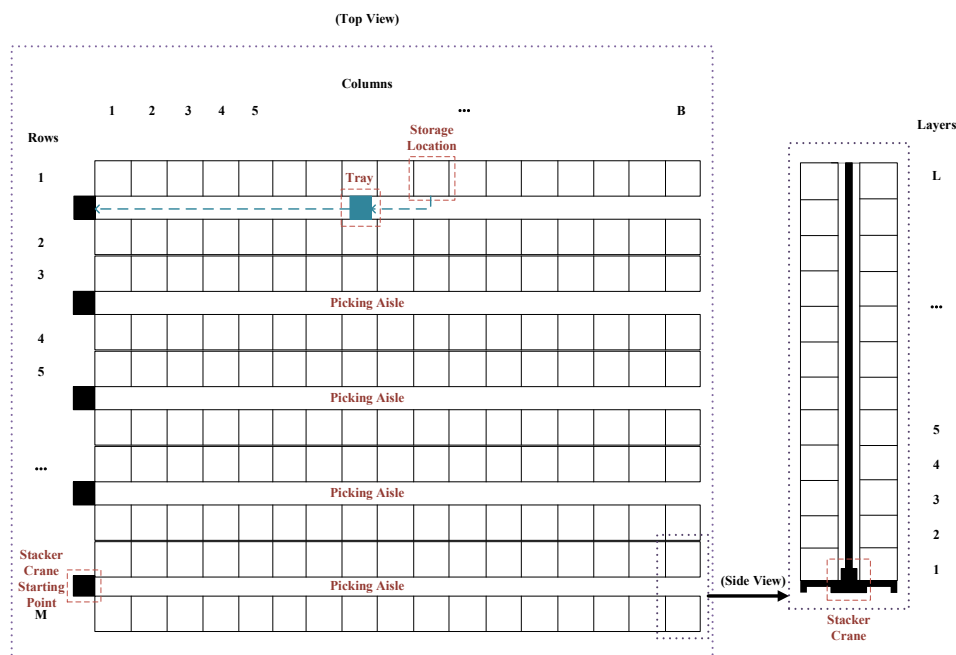 (Top View)
Columns
1 2 3 4 5 ... B
Rows
Layers
Storage
Location
1
Tray
L
2
3
Picking Aisle
...
4
5
Picking Aisle
5
...
4
Picking Aisle
3
2
Stacker
Crane
Starting
Point
Picking Aisle
(Side View)
1
M
Stacker
Crane